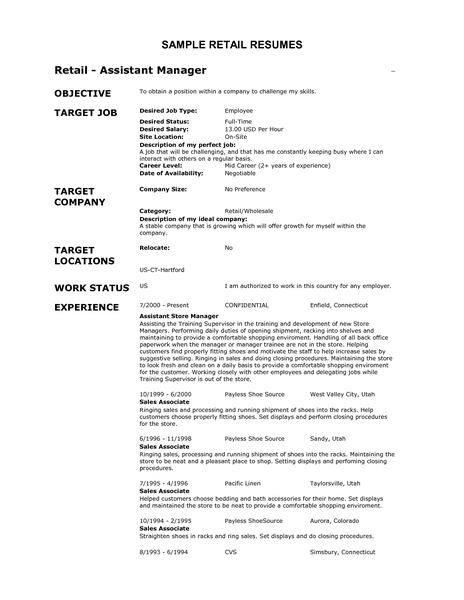 SAMPLE RETAIL RESUMES
Retail - Assistant Manager
OBJECTIVE To obtain a position within a company to challenge my skills.
TARGET JOB Desired Job Type: Employee
Desired Status: Full-Time
Desired Salary: 13.00 USD Per Hour
Site Location: On-Site
Description of my perfect job:
A job that will be challenging, and that has me constantly keeping busy where I can
interact with others on a regular basis.
Career Level: Mid Career (2+ years of experience)
Date of Availability: Negotiable
TARGET COMPANY Company Size: No Preference
Category: Retail/Wholesale
Description of my ideal company:
A stable company that is growing which will offer growth for myself within the
company.
TARGET LOCATIONS Relocate: No
US-CT-Hartford
WORK STATUS US I am authorized to work in this country for any employer.
EXPERIENCE 7/2000 - Present CONFIDENTIAL Enfield, Connecticut
Assistant Store Manager
Assisting the Training Supervisor in the training and development of new Store
Managers. Performing daily duties of opening shipment, racking into shelves and
maintaining to provide a comfortable shopping enviroment. Handling of all back office
paperwork when the manager or manager trainee are not in the store. Helping
customers find properly fitting shoes and motivate the staff to help increase sales by
suggestive selling. Ringing in sales and doing closing procedures. Maintaining the store
to look fresh and clean on a daily basis to provide a comfortable shopping enviroment
for the customer. Working closely with other employees and delegating jobs while
Training Supervisor is out of the store.
10/1999 - 6/2000 Payless Shoe Source West Valley City, Utah
Sales Associate
Ringing sales and processing and running shipment of shoes into the racks. Help
customers choose properly fitting shoes. Set displays and perform closing procedures
for the store.
6/1996 - 11/1998 Payless Shoe Source Sandy, Utah
Sales Associate
Ringing sales, processing and running shipment of shoes into the racks. Maintaining the
store to be neat and a pleasant place to shop. Setting displays and perfoming closing
procedures.
7/1995 - 4/1996 Pacific Linen Taylorsville, Utah
Sales Associate
Helped customers choose bedding and bath accessories for their home. Set displays
and maintained the store to be neat to provide a comfortable shopping enviroment.
10/1994 - 2/1995 Payless ShoeSource Aurora, Colorado
Sales Associate
Straighten shoes in racks and ring sales. Set displays and do closing procedures.
8/1993 - 6/1994 CVS Simsbury, Connecticut